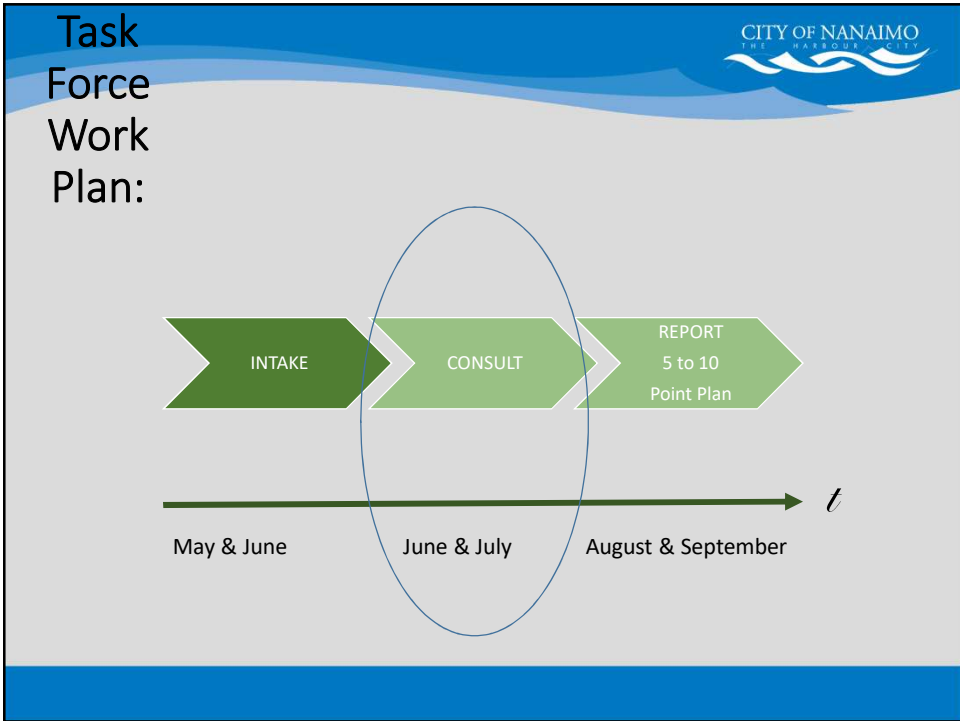 Task
Force
Work
Plan:
CITY OF NANAIMO
THE HARBOUR CITY
INTAKE
CONSULT
REPORT
5 to 10
Point Plan
t
May & June
June & July
August & September